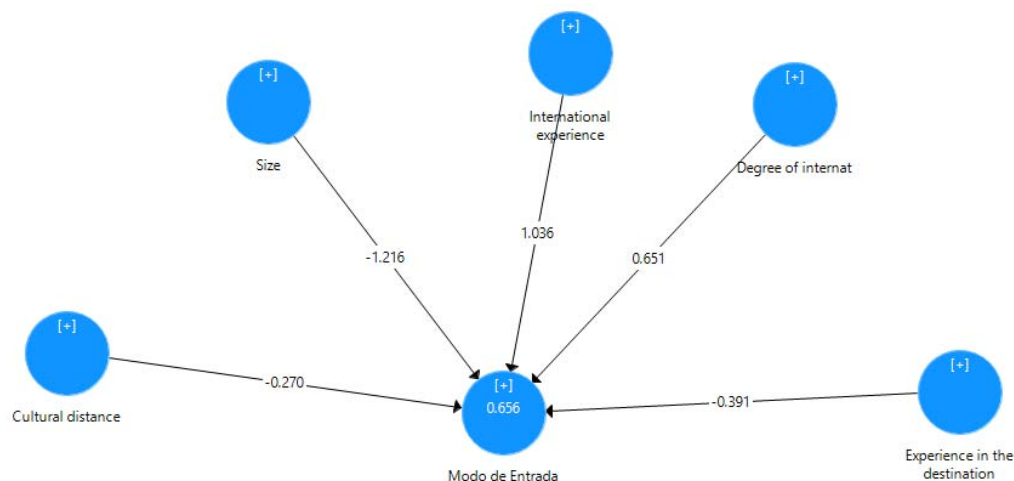 [+]
International
experience
[+]
Size
[+]
Degree of internat
1.036
-1.216
0.651
[+]
Cultural distance
-0.270
[+]
0.656
Modo de Entrada
-0.391
[+]
Experience in the
destination